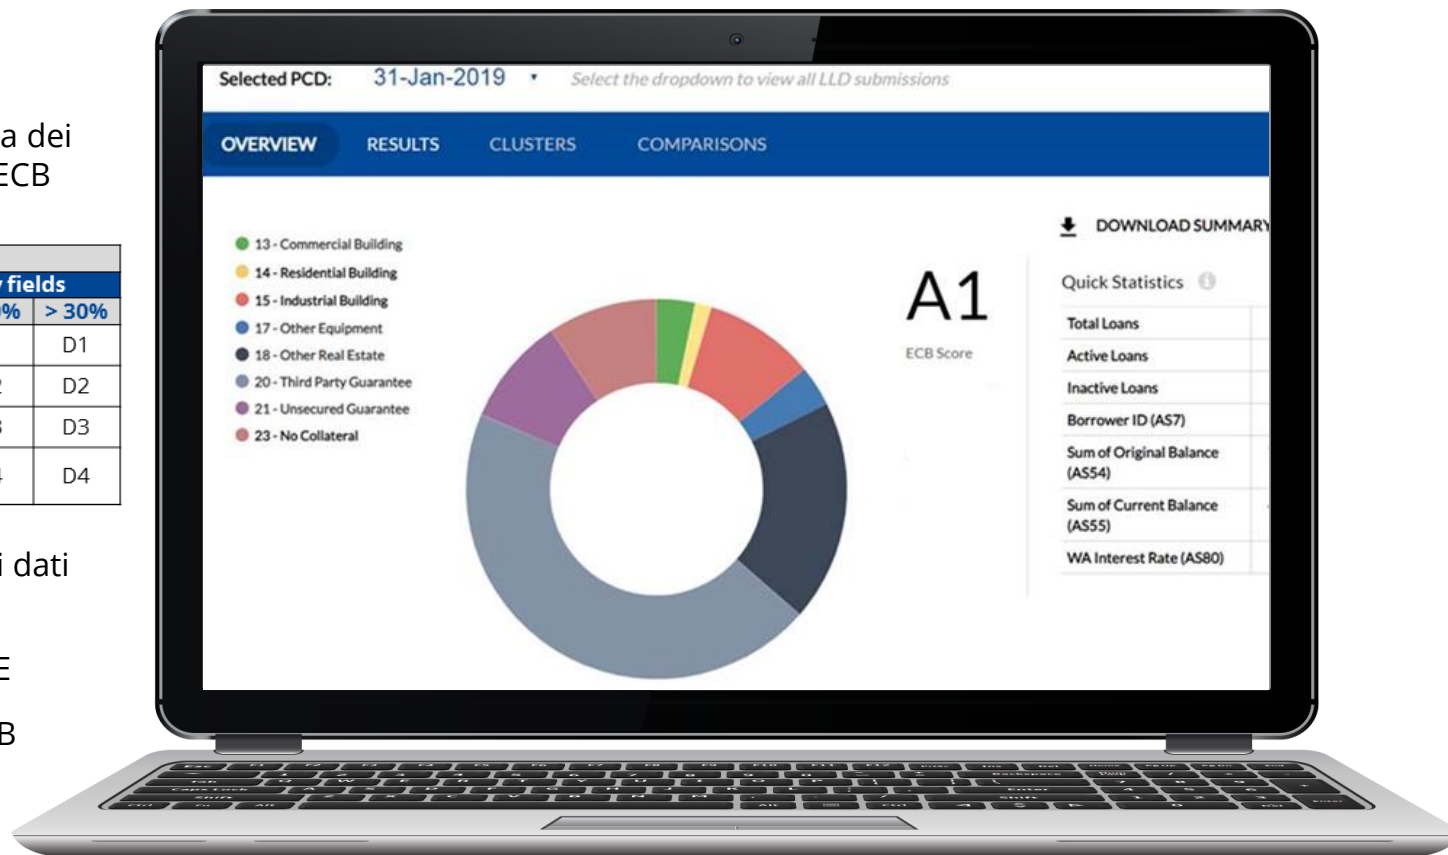 a dei
ECB
fields
> 30%
D1
D2
D3
D4
i dati
E
B
Selected PCD: 31-Jan-2019 Select the dropdown to view all LLD submissions
OVERVIEW RESULTS CLUSTERS COMPARISONS
13 - Commercial Building
14 - Residential Building
15 - Industrial Building
17 - Other Equipment
18 - Other Real Estate
20 - Third Party Guarantee
21 - Unsecured Guarantee
23 - No Collateral
A1
ECB Score
DOWNLOAD SUMMARY
Quick Statistics
Total Loans
Active Loans
Inactive Loans
Borrower ID (AS7)
Sum of Original Balance
(AS54)
Sum of Current Balance
(AS55)
WA Interest Rate (AS80)